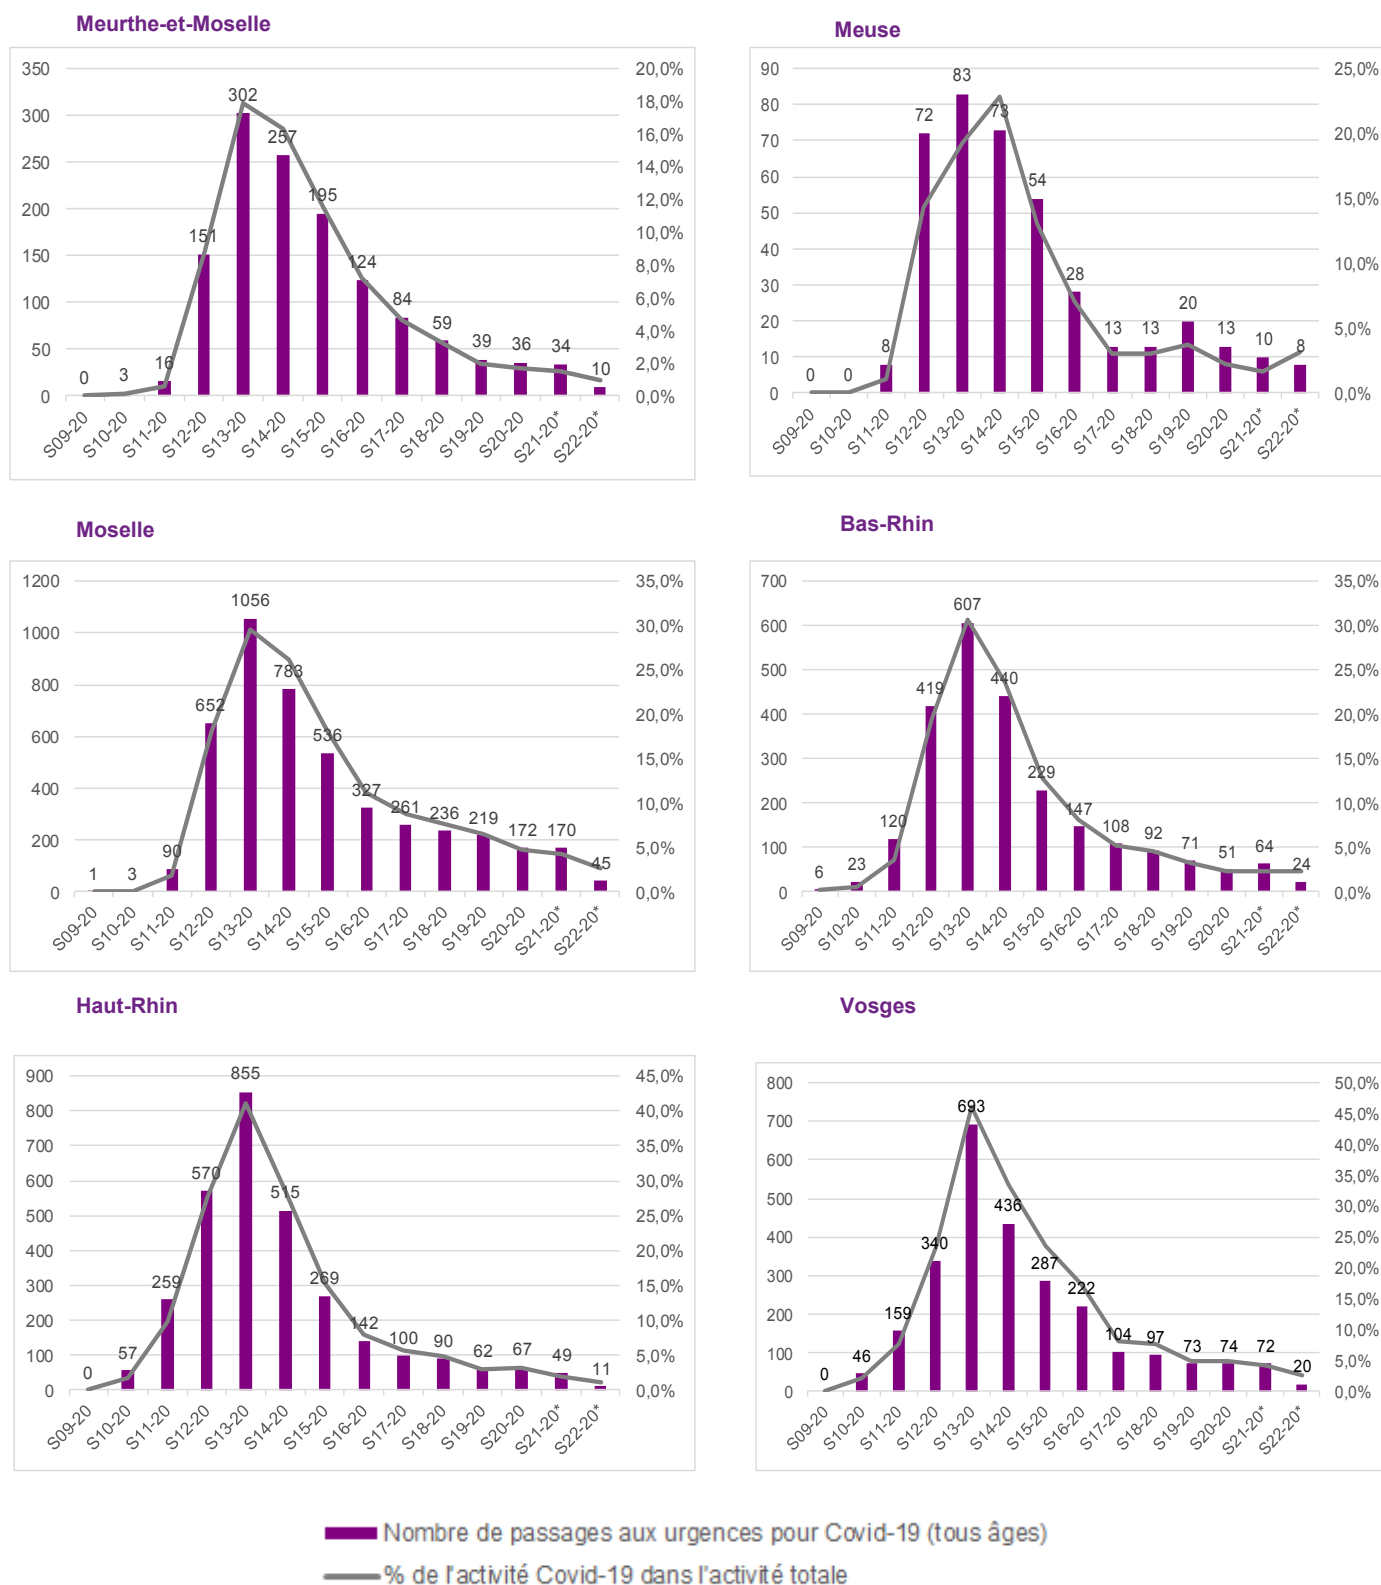 Meurthe-et-Moselle
350 300 250 200 150 100 50 0
20,0% 18,0% 16,0% 14,0% 12,0% 10,0% 8,0% 6,0% 4,0% 2,0% 0,0%
0 3 16 151 302 257 195 124 84 59 39 36 34 10
S09-20 S10-20 S11-20 S12-20 S13-20 S14-20 S15-20 S16-20 S17-20 S18-20 S19-20 S20-20 S21-20* S22-20*
Meuse
90 80 70 60 50 40 30 20 10 0
25,0% 20,0% 15,0% 10,0% 5,0% 0,0%
0 0 8 72 83 73 54 28 13 13 20 13 10 8
S09-20 S10-20 S11-20 S12-20 S13-20 S14-20 S15-20 S16-20 S17-20 S18-20 S19-20 S20-20 S21-20* S22-20*
Moselle
1200 1000 800 600 400 200 0
35,0% 30,0% 25,0% 20,0% 15,0% 10,0% 5,0% 0,0%
1 3 90 652 1056 783 536 327 261 236 219 172 170 45
S09-20 S10-20 S11-20 S12-20 S13-20 S14-20 S15-20 S16-20 S17-20 S18-20 S19-20 S20-20 S21-20* S22-20*
Bas-Rhin
700 600 500 400 300 200 100 0
35,0% 30,0% 25,0% 20,0% 15,0% 10,0% 5,0% 0,0%
6 23 120 419 607 440 229 147 108 92 71 51 64 24
S09-20 S10-20 S11-20 S12-20 S13-20 S14-20 S15-20 S16-20 S17-20 S18-20 S19-20 S20-20 S21-20* S22-20*
Haut-Rhin
900 800 700 600 500 400 300 200 100 0
45,0% 40,0% 35,0% 30,0% 25,0% 20,0% 15,0% 10,0% 5,0% 0,0%
0 57 259 570 855 515 269 142 100 90 62 67 49 11
S09-20 S10-20 S11-20 S12-20 S13-20 S14-20 S15-20 S16-20 S17-20 S18-20 S19-20 S20-20 S21-20* S22-20*
Vosges
800 700 600 500 400 300 200 100 0
50,0% 45,0% 40,0% 35,0% 30,0% 25,0% 20,0% 15,0% 10,0% 5,0% 0,0%
0 46 159 340 693 436 287 222 104 97 73 74 72 20
S09-20 S10-20 S11-20 S12-20 S13-20 S14-20 S15-20 S16-20 S17-20 S18-20 S19-20 S20-20 S21-20* S22-20*
Nombre de passages aux urgences pour Covid-19 (tous âges)
% de l'activité Covid-19 dans l'activité totale